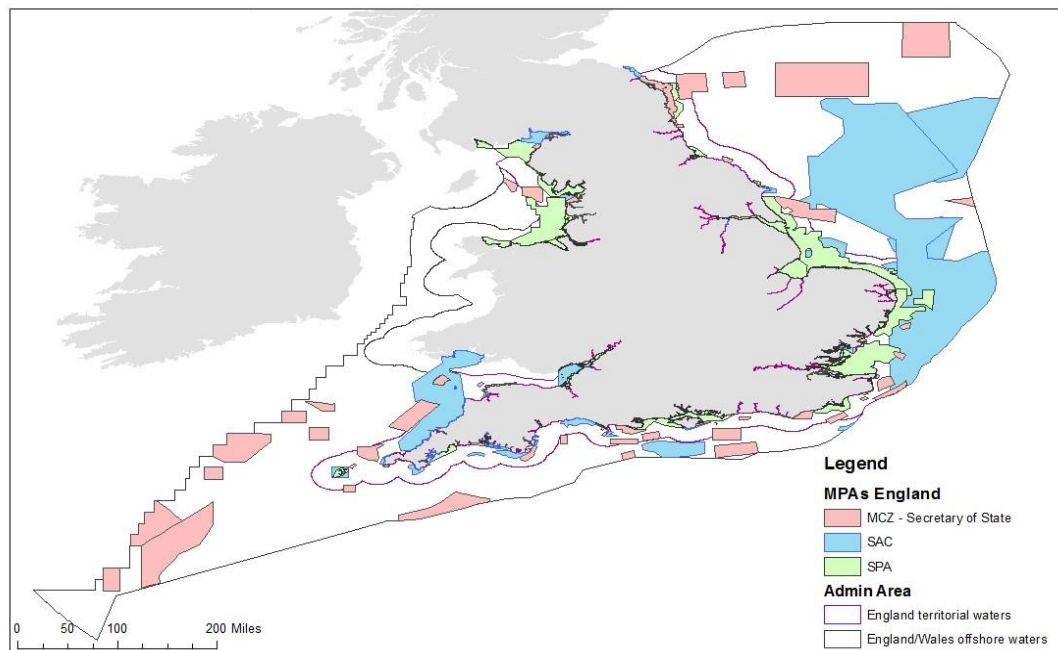 Legend
MPAs England
MCZ - Secretary of State
SAC
SPA
Admin Area
England territorial waters
England/Wales offshore waters
0 50 100 200 Miles